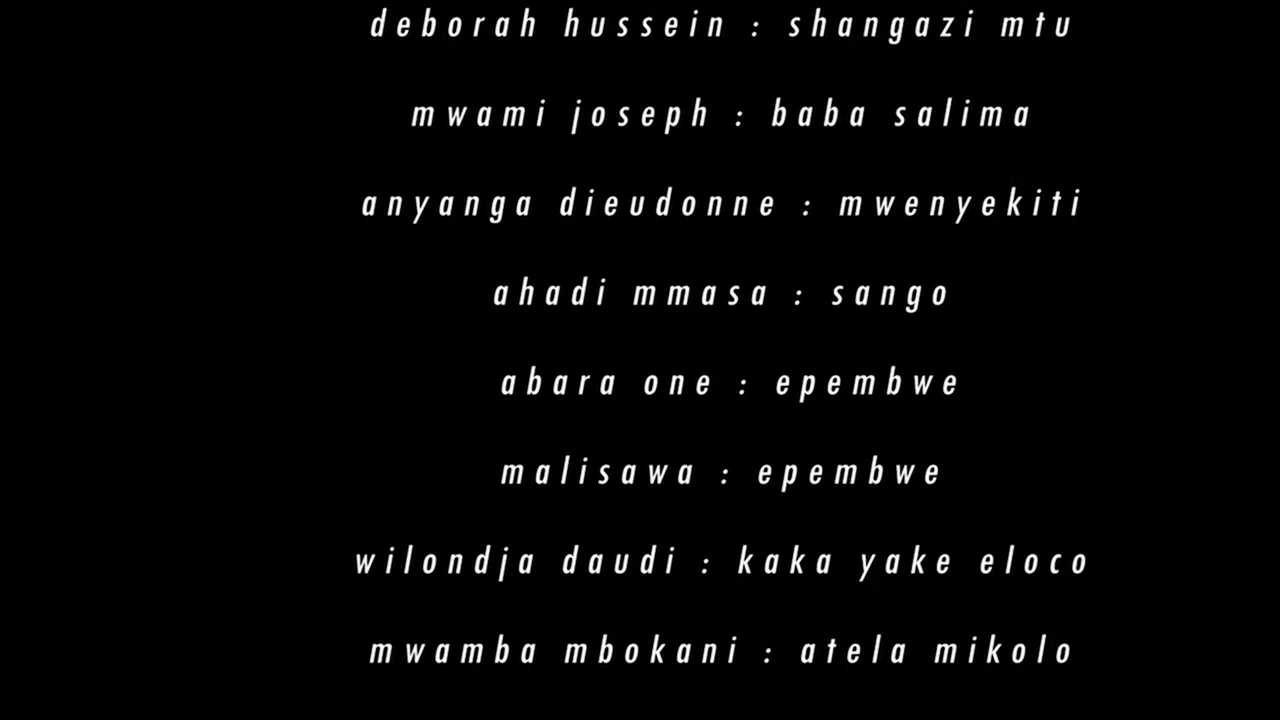 deborah hussein : shangazi mtu
mwami joseph : baba salima
anyanga dieudonne : mwenyekiti
ahadi mmasa : sango
abara one : epembwe
malisawa : epembwe
wilondja daudi : kaka yake eloco
mwamba mbokani : atela mikolo